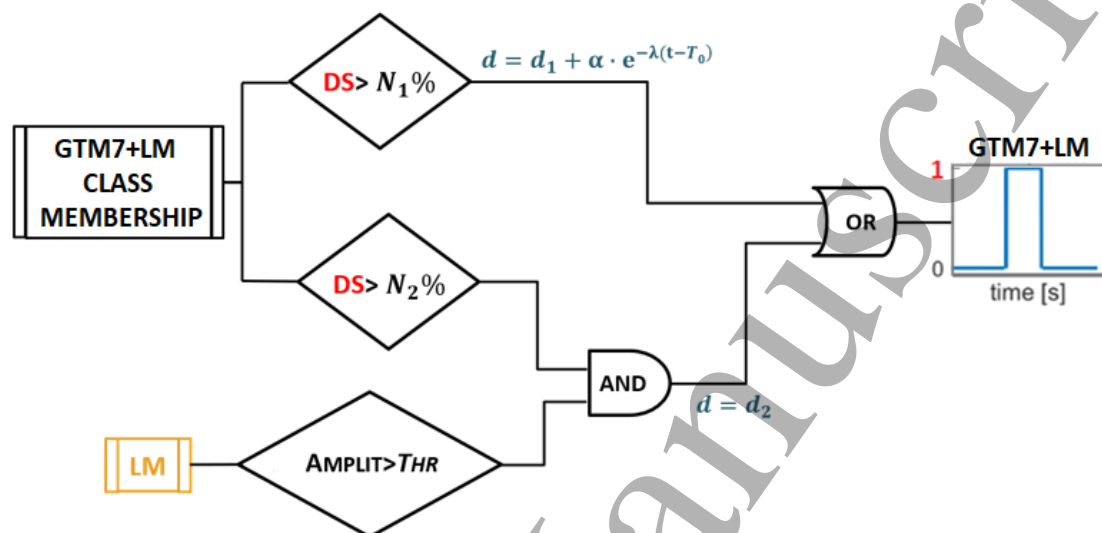 d = d₁ + α · e^{−λ(t−T₀)}
DS> N₁%
GTM7+LM
CLASS
MEMBERSHIP
GTM7+LM
1
OR
0
time [s]
DS> N₂%
AND
d = d₂
LM
AMPLIT>THR